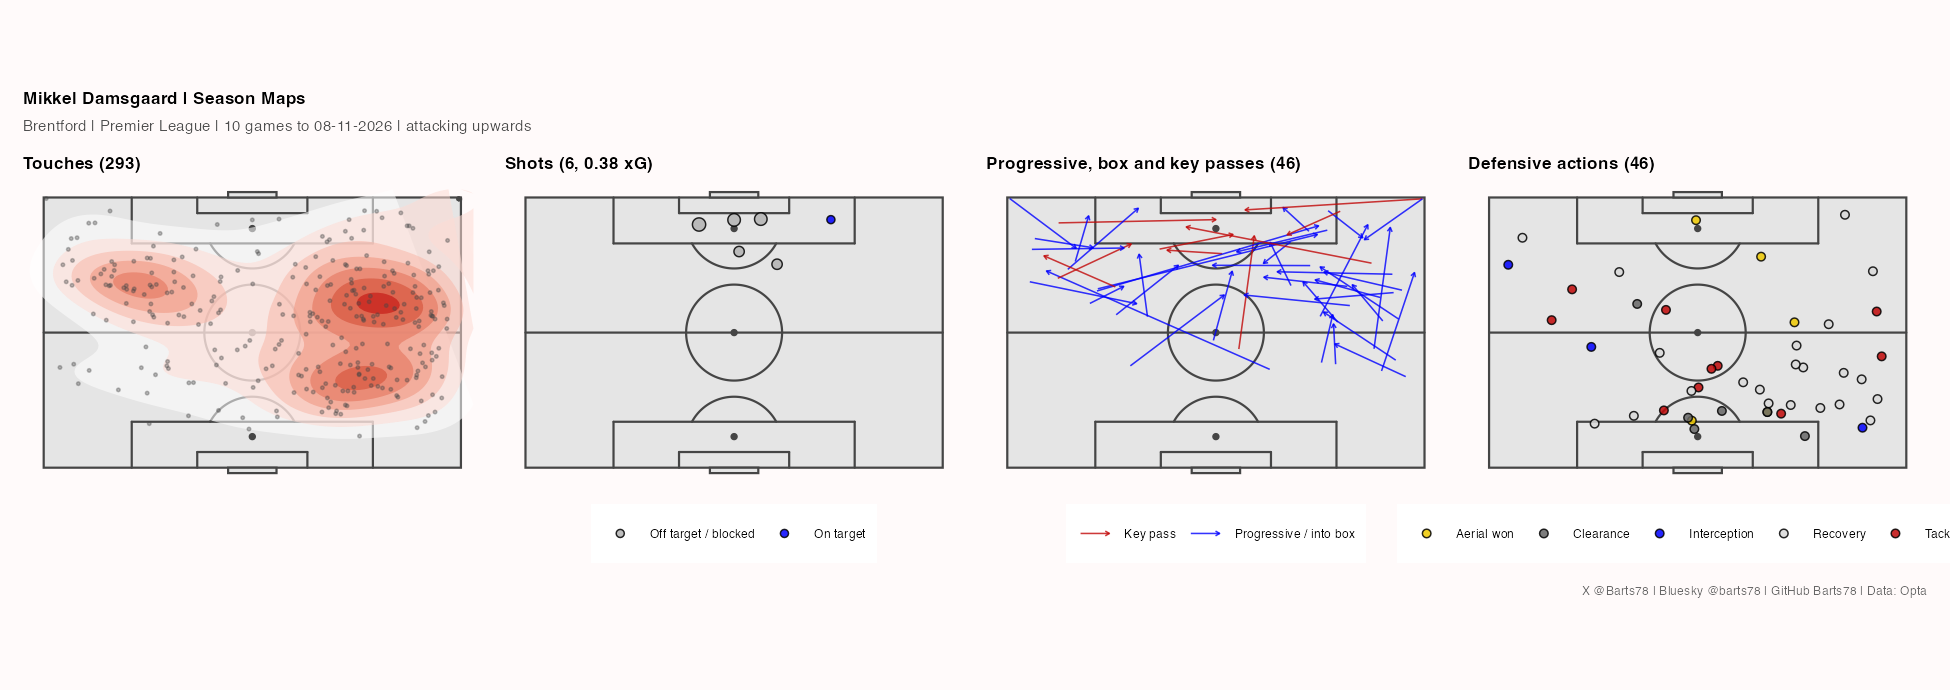 Mikkel Damsgaard | Season Maps
Brentford | Premier League | 10 games to 08-11-2026 | attacking upwards
Touches (293)
Shots (6, 0.38 xG)
Progressive, box and key passes (46)
Defensive actions (46)
Off target / blocked
On target
Key pass
Progressive / into box
Aerial won
Clearance
Interception
Recovery
Tack
X @Barts78 | Bluesky @barts78 | GitHub Barts78 | Data: Opta